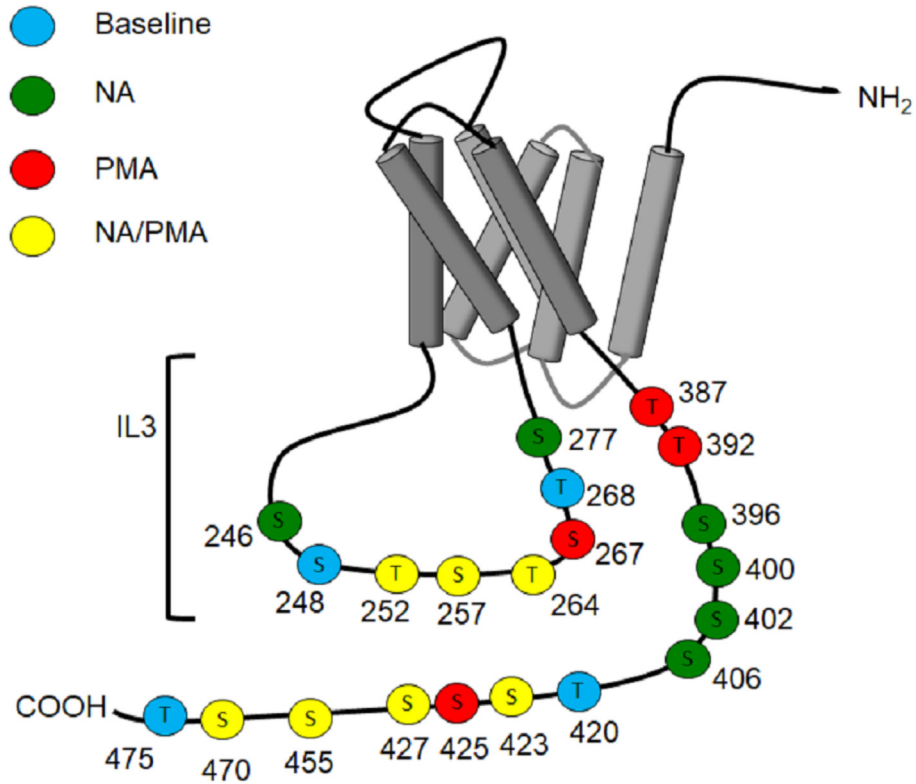 Baseline
NA
PMA
NA/PMA
NH2
IL3
T 387
T 392
S 396
S 400
S 402
S 406
S 277
T 268
S 267
S 246
S 248
T 252
S 257
T 264
COOH
T S S S S S T
475 470 455 427 425 423 420